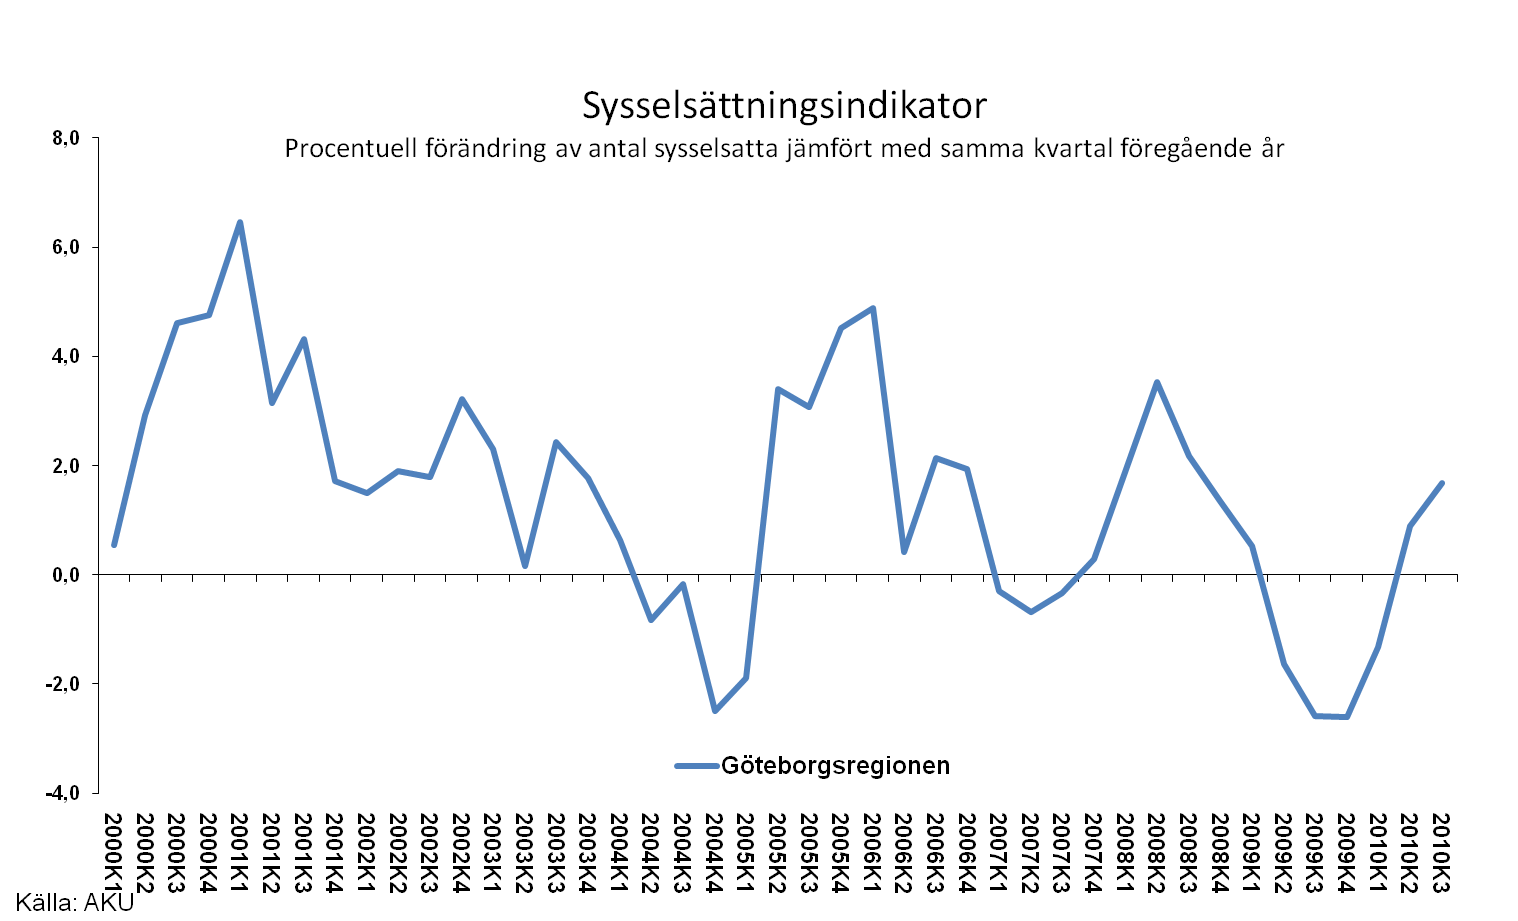 Sysselsättningsindikator
Procentuell förändring av antal sysselsatta jämfört med samma kvartal föregående år
8,0
6,0
4,0
2,0
0,0
-2,0
-4,0
Göteborgsregionen
2000K1
2000K2
2000K3
2000K4
2001K1
2001K2
2001K3
2001K4
2002K1
2002K2
2002K3
2002K4
2003K1
2003K2
2003K3
2003K4
2004K1
2004K2
2004K3
2004K4
2005K1
2005K2
2005K3
2005K4
2006K1
2006K2
2006K3
2006K4
2007K1
2007K2
2007K3
2007K4
2008K1
2008K2
2008K3
2008K4
2009K1
2009K2
2009K3
2009K4
2010K1
2010K2
2010K3
Källa: AKU